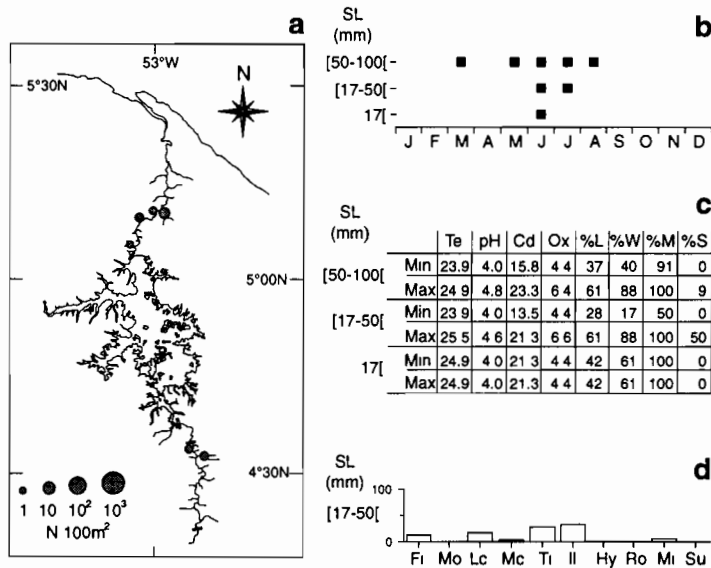 a
53°W
5°30N
N
5°00N
4°30N
1 10 10² 10³
N 100m²
b
SL
(mm)
[50-100[
[17-50[
17[
J F M A M J J A S O N D
c
SL
(mm)
Te pH Cd Ox %L %W %M %S
[50-100[
Min 23.9 4.0 15.8 4 4 37 40 91 0
Max 24 9 4.8 23.3 6 4 61 88 100 9
[17-50[
Min 23.9 4 0 13.5 4 4 28 17 50 0
Max 25 5 4 6 21 3 6 6 61 88 100 50
17[
Min 24.9 4 0 21.3 4 4 42 61 100 0
Max 24.9 4.0 21.3 4 4 42 61 100 0
d
SL
(mm)
[17-50[
100
0
Fi Mo Lc Mc Ti Il Hy Ro Mi Su